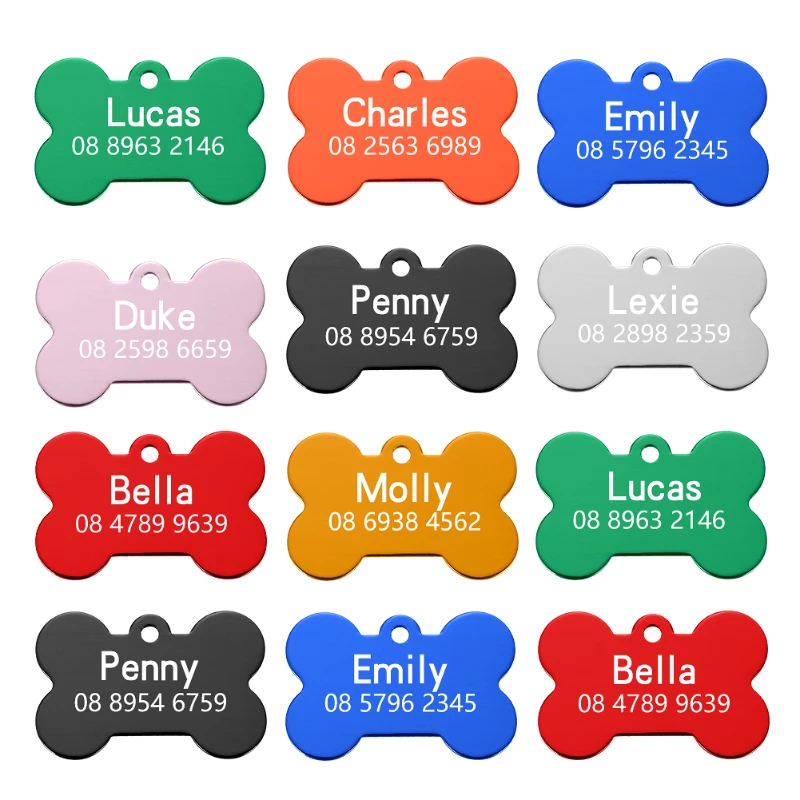 Lucas
08 8963 2146
Charles
08 2563 6989
Emily
08 5796 2345
Duke
08 2598 6659
Penny
08 8954 6759
Lexie
08 2898 2359
Bella
08 4789 9639
Molly
08 6938 4562
Lucas
08 8963 2146
Penny
08 8954 6759
Emily
08 5796 2345
Bella
08 4789 9639